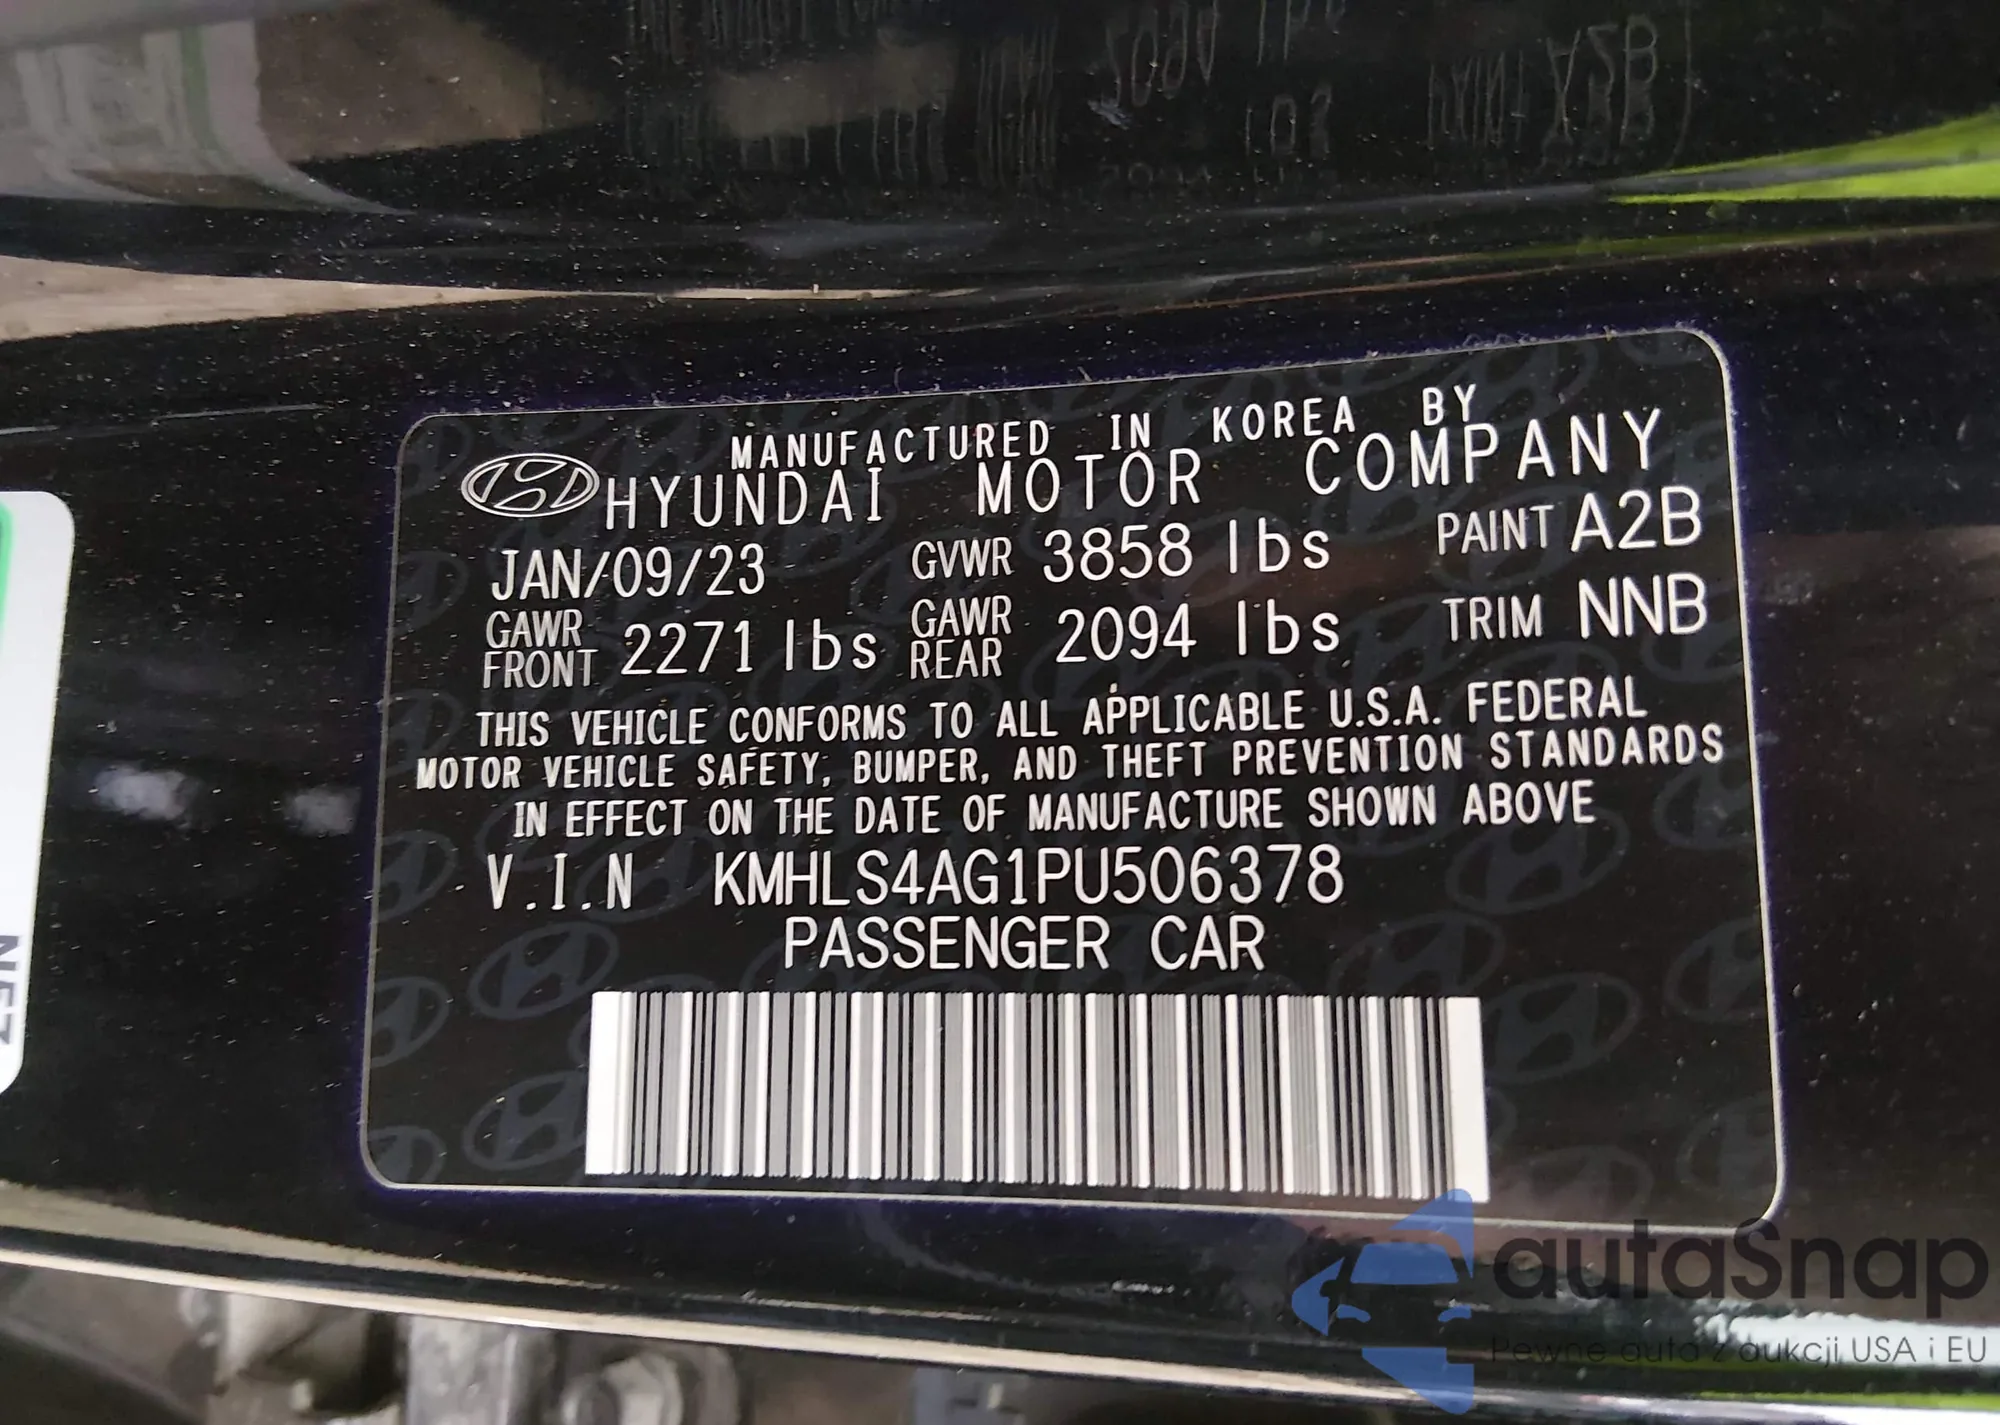 MANUFACTURED IN KOREA BY
HYUNDAI MOTOR COMPANY
JAN/09/23 GVWR 3858 lbs PAINT A2B
GAWR FRONT 2271 lbs GAWR REAR 2094 lbs TRIM NNB
THIS VEHICLE CONFORMS TO ALL APPLICABLE U.S.A. FEDERAL
MOTOR VEHICLE SAFETY, BUMPER, AND THEFT PREVENTION STANDARDS
IN EFFECT ON THE DATE OF MANUFACTURE SHOWN ABOVE
V.I.N KMHLS4AG1PU506378
PASSENGER CAR
autaSnap
Pewne auta z aukcji USA i EU